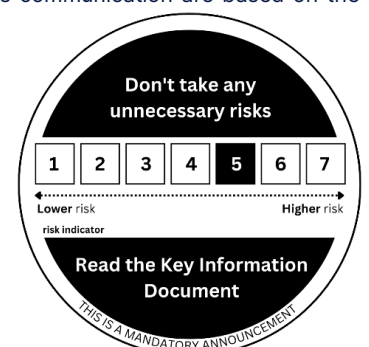 communication are based on the
Don't take any
unnecessary risks
1 2 3 4 5 6 7
Lower risk Higher risk
risk indicator
Read the Key Information
Document
THIS IS A MANDATORY ANNOUNCEMENT